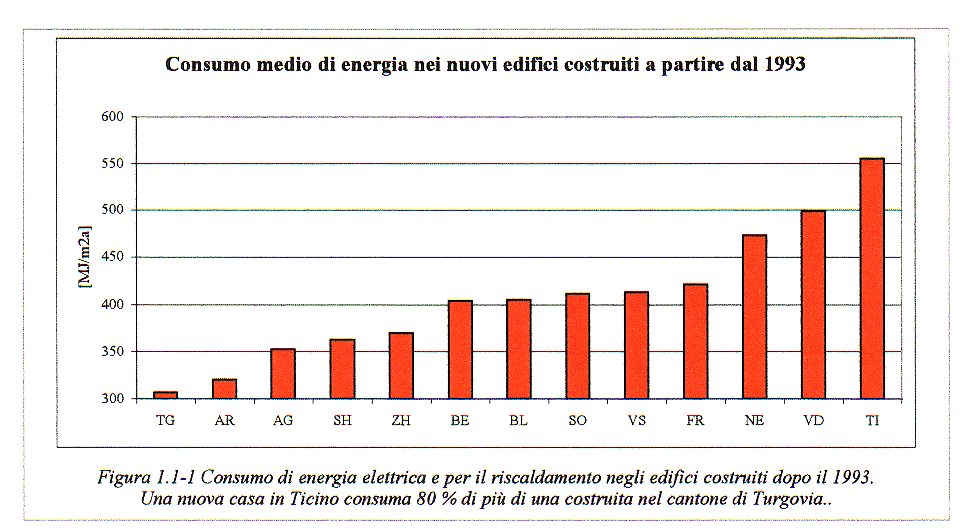 Consumo medio di energia nei nuovi edifici costruiti a partire dal 1993
600
550
500
450
400
350
300
[MJ/m2a]
TG AR AG SH ZH BE BL SO VS FR NE VD TI
Figura 1.1-1 Consumo di energia elettrica e per il riscaldamento negli edifici costruiti dopo il 1993.
Una nuova casa in Ticino consuma 80 % di più di una costruita nel cantone di Turgovia..